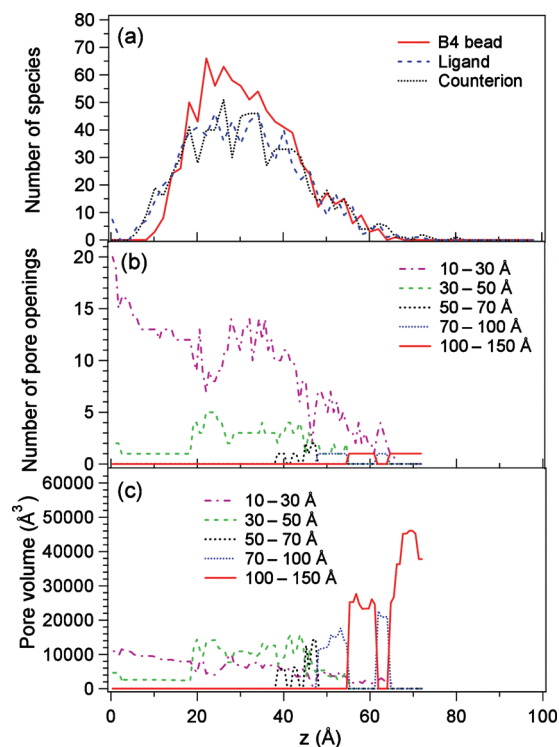 (a)
B4 bead
Ligand
Counterion
Number of species
80
70
60
50
40
30
20
10
0
(b)
10 – 30 Å
30 – 50 Å
50 – 70 Å
70 – 100 Å
100 – 150 Å
Number of pore openings
20
15
10
5
0
(c)
10 – 30 Å
30 – 50 Å
50 – 70 Å
70 – 100 Å
100 – 150 Å
Pore volume (Å³)
60000
50000
40000
30000
20000
10000
0
0 20 40 60 80 100
z (Å)